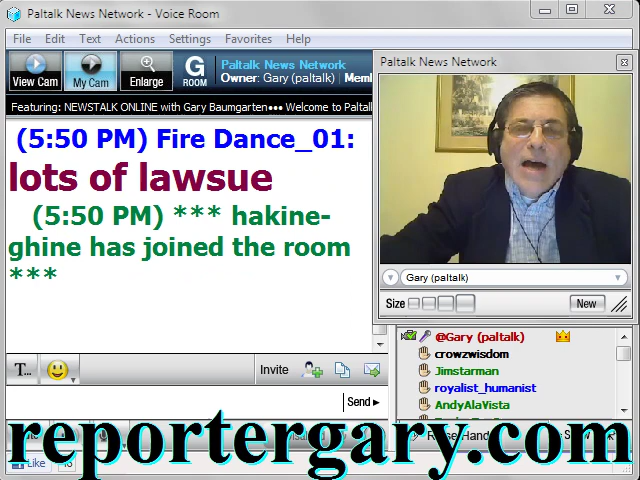 Paltalk News Network - Voice Room
File Edit Text Actions Settings Favorites Help
View Cam My Cam Enlarge
G
ROOM
Paltalk News Network
Owner: Gary (paltalk) | Memb
Featuring: NEWSTALK ONLINE with Gary Baumgarten●●● Welcome to Paltall
(5:50 PM) Fire Dance_01:
lots of lawsue
(5:50 PM) *** hakine-
ghine has joined the room
***
Paltalk News Network
Gary (paltalk)
Size New
@Gary (paltalk)
crowzwisdom
Jimstarman
royalist_humanist
AndyAlaVista
T... Invite
Send
reportergary.com
Like